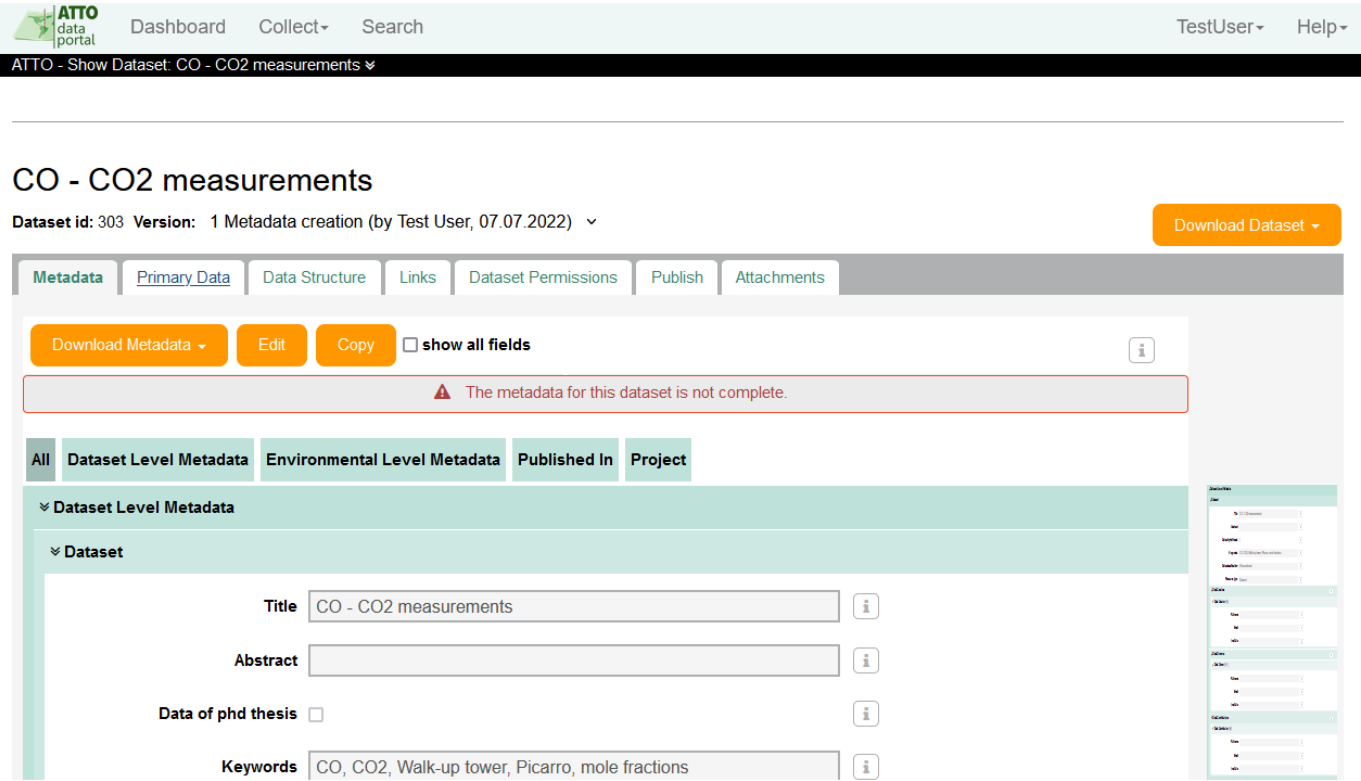 ATTO
data
portal
Dashboard Collect Search TestUser Help
ATTO - Show Dataset: CO - CO2 measurements
CO - CO2 measurements
Dataset id: 303 Version: 1 Metadata creation (by Test User, 07.07.2022)
Download Dataset
Metadata Primary Data Data Structure Links Dataset Permissions Publish Attachments
Download Metadata Edit Copy show all fields i
The metadata for this dataset is not complete.
All Dataset Level Metadata Environmental Level Metadata Published In Project
Dataset Level Metadata
Dataset
Title CO - CO2 measurements i
Abstract i
Data of phd thesis i
Keywords CO, CO2, Walk-up tower, Picarro, mole fractions i